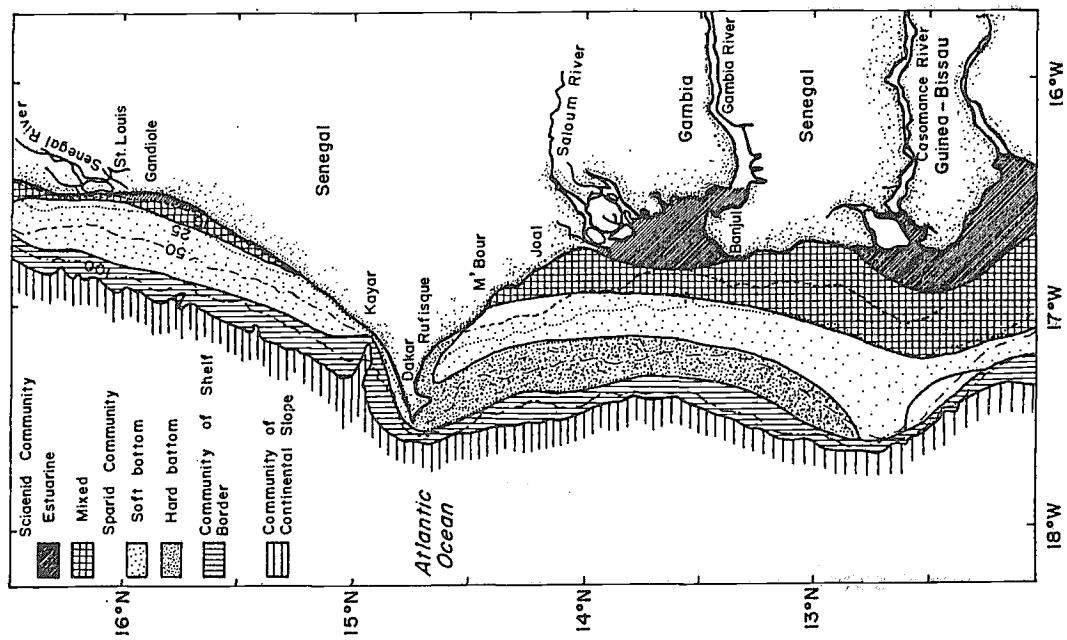 Sciaenid Community
Estuarine
Mixed
Sparid Community
Soft bottom
Hard bottom
Community of Shelf
Border
Community of
Continental Slope
Atlantic
Ocean
Senegal River
St. Louis
Gandiole
25
50
100
Senegal
Kayar
Dakar
Rufisque
M'Bour
Joal
Saloum River
Gambia
Gambia River
Banjul
Senegal
Casamance River
Guinea-Bissau
16°N
15°N
14°N
13°N
18°W
17°W
16°W